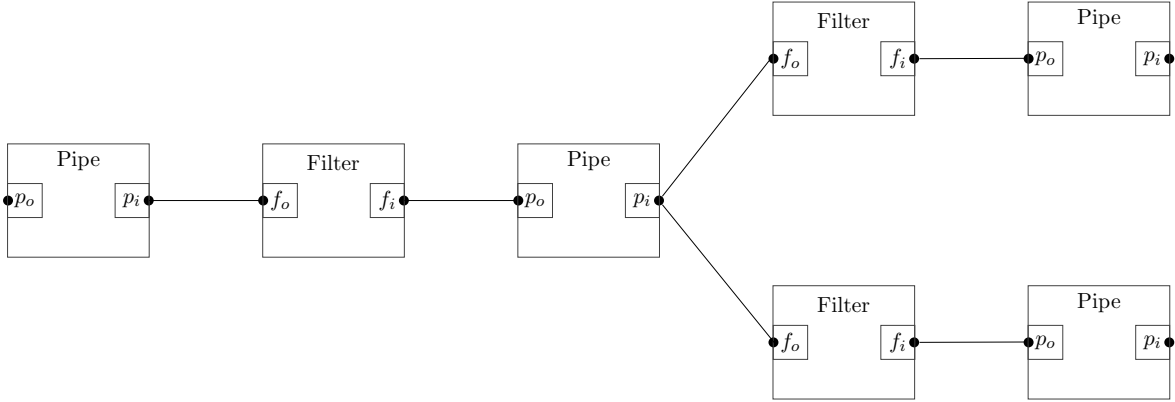 Filter
f_o f_i
Pipe
p_o p_i
Pipe
p_o p_i
Filter
f_o f_i
Pipe
p_o p_i
Filter
f_o f_i
Pipe
p_o p_i